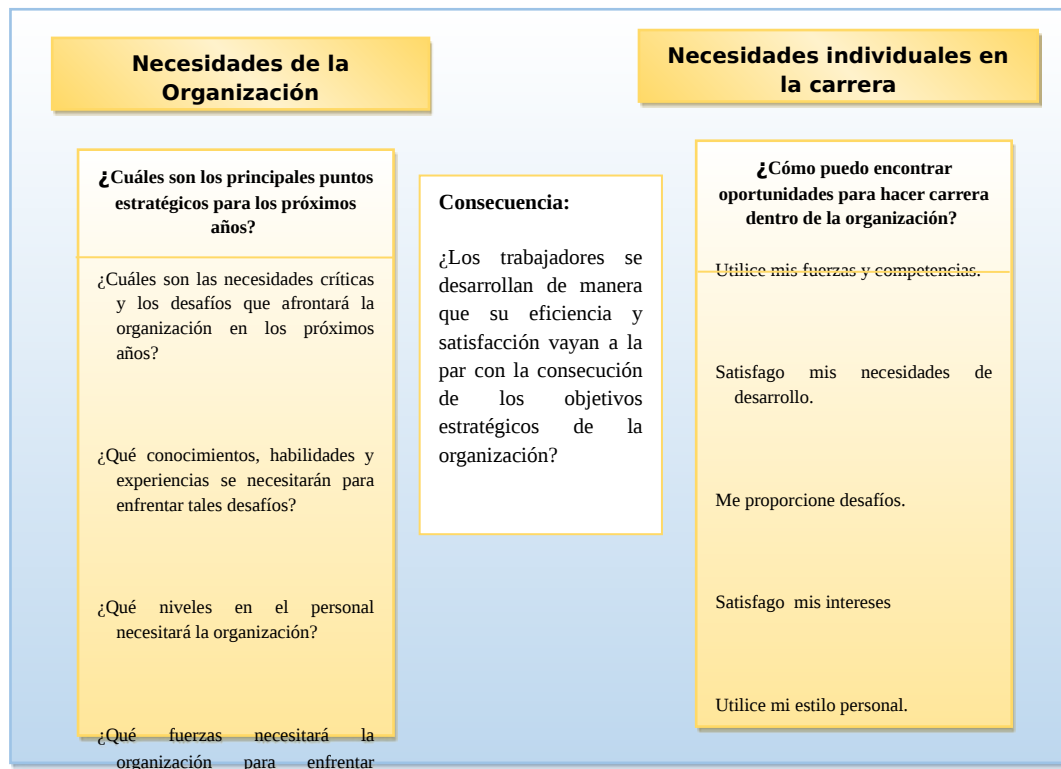 Necesidades de la
Organización
¿Cuáles son los principales puntos
estratégicos para los próximos
años?
¿Cuáles son las necesidades críticas
y los desafíos que afrontará la
organización en los próximos
años?
¿Qué conocimientos, habilidades y
experiencias se necesitarán para
enfrentar tales desafíos?
¿Qué niveles en el personal
necesitará la organización?
¿Qué fuerzas necesitará la
organización para enfrentar
Consecuencia:
¿Los trabajadores se
desarrollan de manera
que su eficiencia y
satisfacción vayan a la
par con la consecución
de los objetivos
estratégicos de la
organización?
Necesidades individuales en
la carrera
¿Cómo puedo encontrar
oportunidades para hacer carrera
dentro de la organización?
Utilice mis fuerzas y competencias.
Satisfago mis necesidades de
desarrollo.
Me proporcione desafíos.
Satisfago mis intereses
Utilice mi estilo personal.